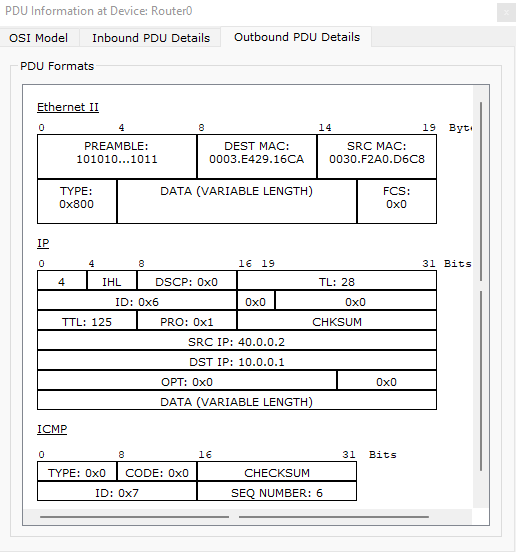 PDU Information at Device: Router0
x
OSI Model Inbound PDU Details Outbound PDU Details
PDU Formats
Ethernet II
0 4 8 14 19 Byte
PREAMBLE: DEST MAC: SRC MAC:
101010...1011 0003.E429.16CA 0030.F2A0.D6C8
TYPE: DATA (VARIABLE LENGTH) FCS:
0x800 0x0
IP
0 4 8 16 19 31 Bits
4 IHL DSCP: 0x0 TL: 28
ID: 0x6 0x0 0x0
TTL: 125 PRO: 0x1 CHKSUM
SRC IP: 40.0.0.2
DST IP: 10.0.0.1
OPT: 0x0 0x0
DATA (VARIABLE LENGTH)
ICMP
0 8 16 31 Bits
TYPE: 0x0 CODE: 0x0 CHECKSUM
ID: 0x7 SEQ NUMBER: 6